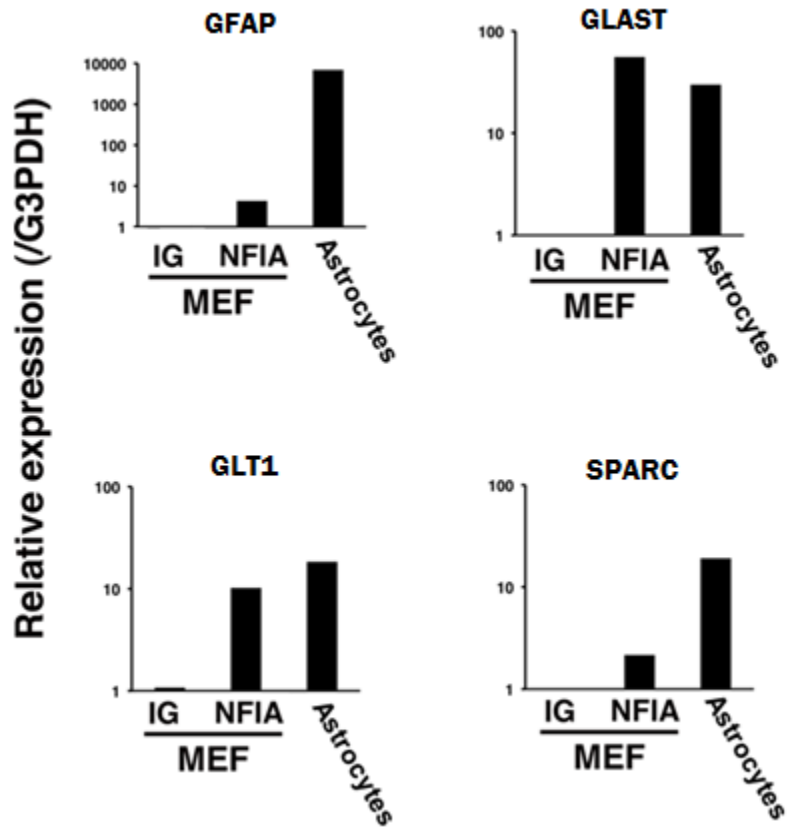 Relative expression (/G3PDH)
GFAP
10000
1000
100
10
1
IG NFIA Astrocytes
MEF
GLAST
100
10
1
IG NFIA Astrocytes
MEF
GLT1
100
10
1
IG NFIA Astrocytes
MEF
SPARC
100
10
1
IG NFIA Astrocytes
MEF